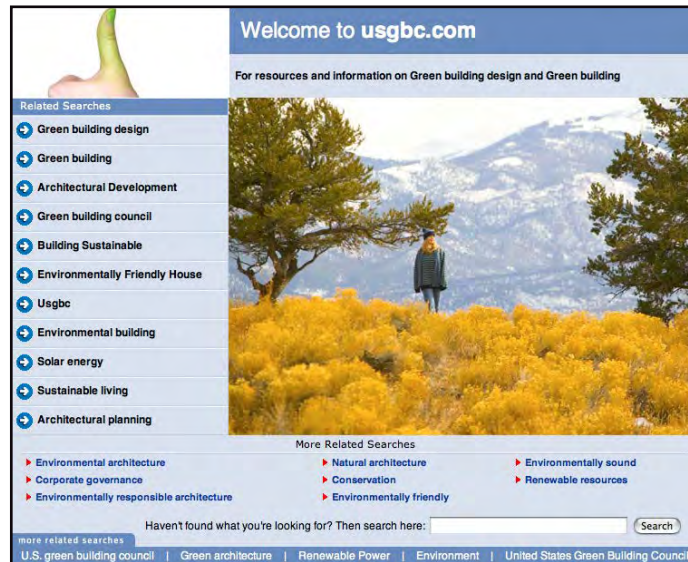 Welcome to usgbc.com
For resources and information on Green building design and Green building
Related Searches
Green building design
Green building
Architectural Development
Green building council
Building Sustainable
Environmentally Friendly House
Usgbc
Environmental building
Solar energy
Sustainable living
Architectural planning
More Related Searches
Environmental architecture
Natural architecture
Environmentally sound
Corporate governance
Conservation
Renewable resources
Environmentally responsible architecture
Environmentally friendly
Haven't found what you're looking for? Then search here:
Search
more related searches
U.S. green building council | Green architecture | Renewable Power | Environment | United States Green Building Council